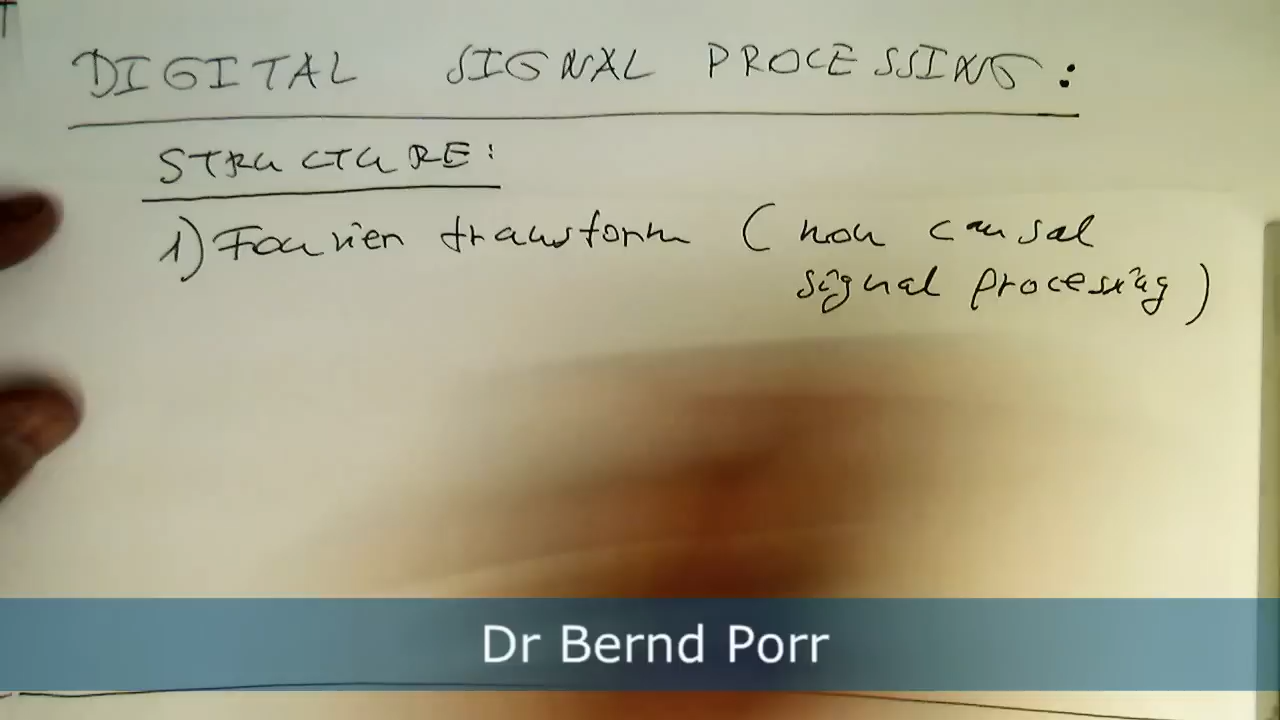 DIGITAL SIGNAL PROCESSING:
STRUCTURE:
1) Fourier transform (non causal
signal processing)
Dr Bernd Porr